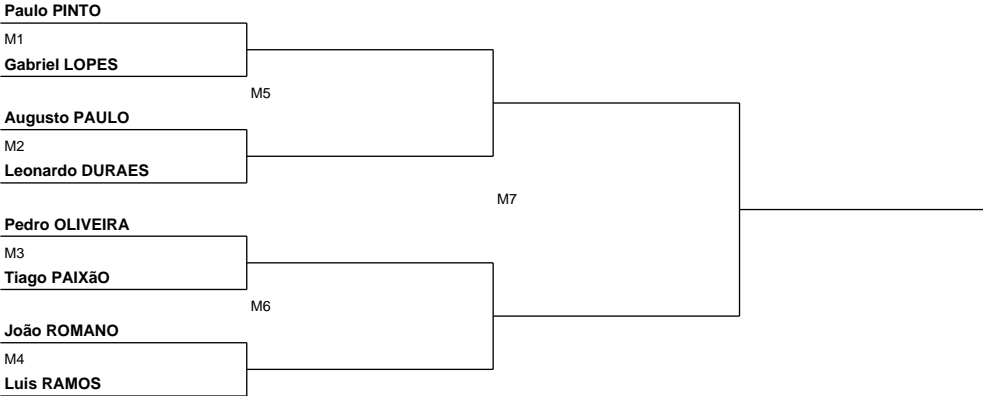 Paulo PINTO
M1
Gabriel LOPES
M5
Augusto PAULO
M2
Leonardo DURAES
M7
Pedro OLIVEIRA
M3
Tiago PAIXãO
M6
João ROMANO
M4
Luis RAMOS